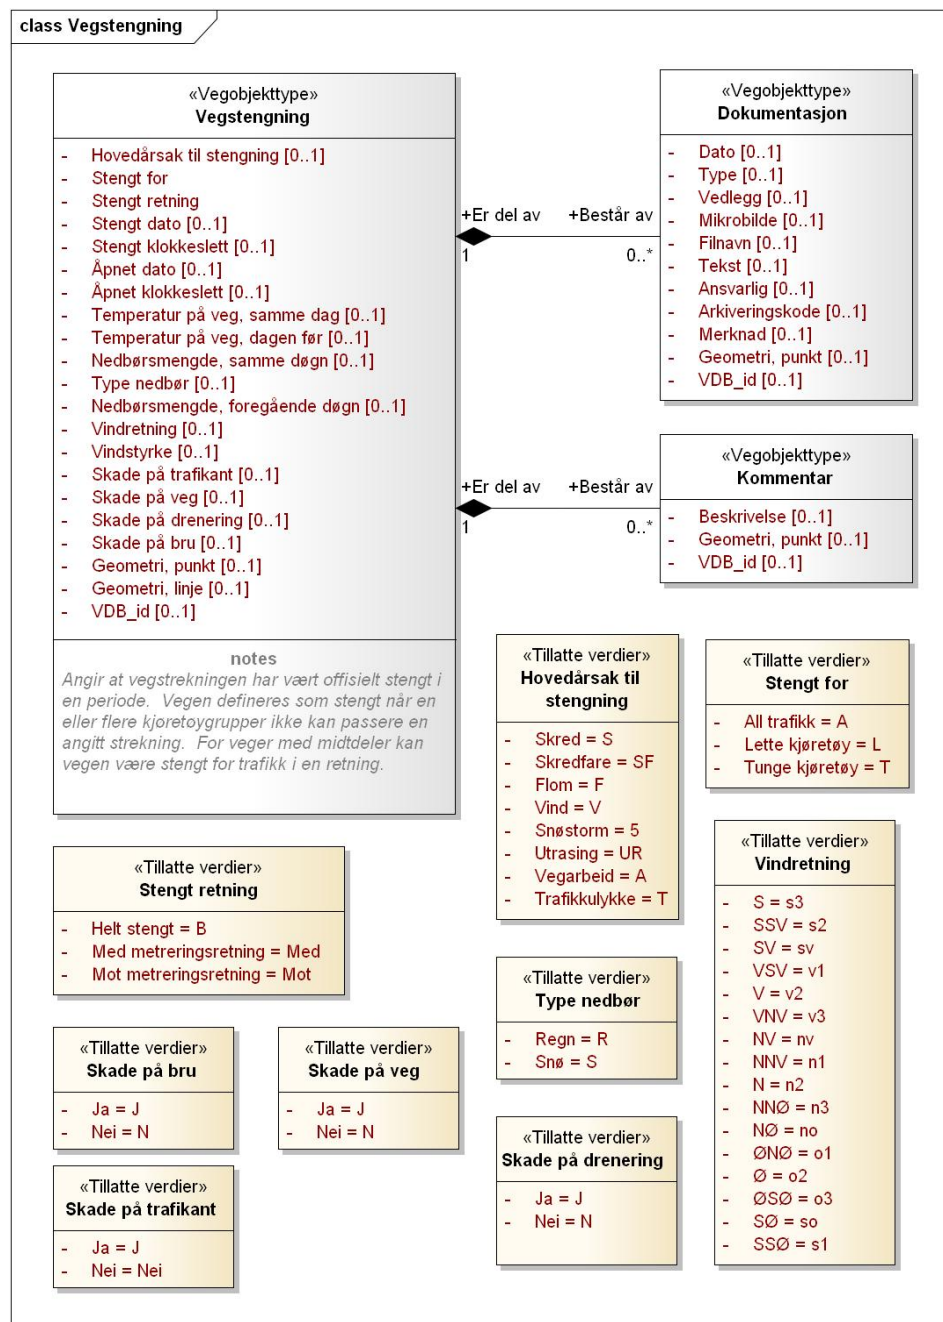 class Vegstengning
«Vegobjekttype»
Vegstengning
- Hovedårsak til stengning [0..1]
- Stengt for
- Stengt retning
- Stengt dato [0..1]
- Stengt klokkeslett [0..1]
- Åpnet dato [0..1]
- Åpnet klokkeslett [0..1]
- Temperatur på veg, samme dag [0..1]
- Temperatur på veg, dagen før [0..1]
- Nedbørsmengde, samme døgn [0..1]
- Type nedbør [0..1]
- Nedbørsmengde, foregående døgn [0..1]
- Vindretning [0..1]
- Vindstyrke [0..1]
- Skade på trafikant [0..1]
- Skade på veg [0..1]
- Skade på drenering [0..1]
- Skade på bru [0..1]
- Geometri, punkt [0..1]
- Geometri, linje [0..1]
- VDB_id [0..1]
notes
Angir at vegstrekningen har vært offisielt stengt i
en periode. Vegen defineres som stengt når en
eller flere kjøretøygrupper ikke kan passere en
angitt strekning. For veger med midtdeler kan
vegen være stengt for trafikk i en retning.
+Er del av +Består av
1 0..*
«Vegobjekttype»
Dokumentasjon
- Dato [0..1]
- Type [0..1]
- Vedlegg [0..1]
- Mikrobilde [0..1]
- Filnavn [0..1]
- Tekst [0..1]
- Ansvarlig [0..1]
- Arkiveringskode [0..1]
- Merknad [0..1]
- Geometri, punkt [0..1]
- VDB_id [0..1]
+Er del av +Består av
1 0..*
«Vegobjekttype»
Kommentar
- Beskrivelse [0..1]
- Geometri, punkt [0..1]
- VDB_id [0..1]
«Tillatte verdier»
Hovedårsak til
stengning
- Skred = S
- Skredfare = SF
- Flom = F
- Vind = V
- Snøstorm = 5
- Utrasing = UR
- Vegarbeid = A
- Trafikkulykke = T
«Tillatte verdier»
Stengt for
- All trafikk = A
- Lette kjøretøy = L
- Tunge kjøretøy = T
«Tillatte verdier»
Vindretning
- S = s3
- SSV = s2
- SV = sv
- VSV = v1
- V = v2
- VNV = v3
- NV = nv
- NNV = n1
- N = n2
- NNØ = n3
- NØ = no
- ØNØ = o1
- Ø = o2
- ØSØ = o3
- SØ = so
- SSØ = s1
«Tillatte verdier»
Stengt retning
- Helt stengt = B
- Med metreringsretning = Med
- Mot metreringsretning = Mot
«Tillatte verdier»
Type nedbør
- Regn = R
- Snø = S
«Tillatte verdier»
Skade på bru
- Ja = J
- Nei = N
«Tillatte verdier»
Skade på veg
- Ja = J
- Nei = N
«Tillatte verdier»
Skade på drenering
- Ja = J
- Nei = N
«Tillatte verdier»
Skade på trafikant
- Ja = J
- Nei = Nei